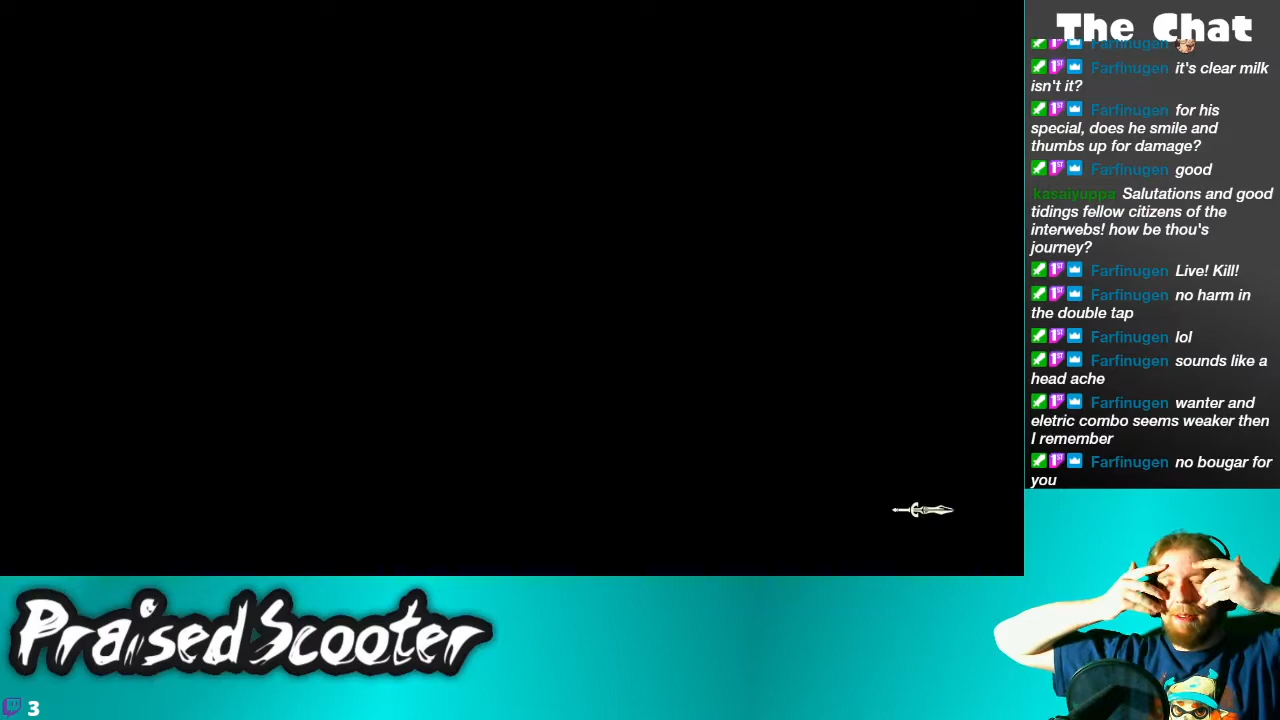 The Chat
Farfinugen
Farfinugen it's clear milk
isn't it?
Farfinugen for his
special, does he smile and
thumbs up for damage?
Farfinugen good
kasaiyuppa Salutations and good
tidings fellow citizens of the
interwebs! how be thou's
journey?
Farfinugen Live! Kill!
Farfinugen no harm in
the double tap
Farfinugen lol
Farfinugen sounds like a
head ache
Farfinugen wanter and
eletric combo seems weaker then
I remember
Farfinugen no bougar for
you
PraisedScooter
3